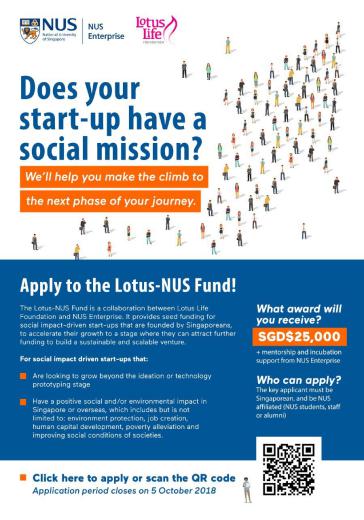 NUS
National University
of Singapore
NUS
Enterprise
Lotus
Life
FOUNDATION
Does your
start-up have a
social mission?
We'll help you make the climb to
the next phase of your journey.
Apply to the Lotus-NUS Fund!
The Lotus-NUS Fund is a collaboration between Lotus Life
Foundation and NUS Enterprise. It provides seed funding for
social impact-driven start-ups that are founded by Singaporeans,
to accelerate their growth to a stage where they can attract further
funding to build a sustainable and scalable venture.
For social impact driven start-ups that:
Are looking to grow beyond the ideation or technology
prototyping stage
Have a positive social and/or environmental impact in
Singapore or overseas, which includes but is not
limited to: environment protection, job creation,
human capital development, poverty alleviation and
improving social conditions of societies.
What award will
you receive?
SGD$25,000
+ mentorship and incubation
support from NUS Enterprise
Who can apply?
The key applicant must be
Singaporean, and be NUS
affiliated (NUS students, staff
or alumni)
Click here to apply or scan the QR code
Application period closes on 5 October 2018